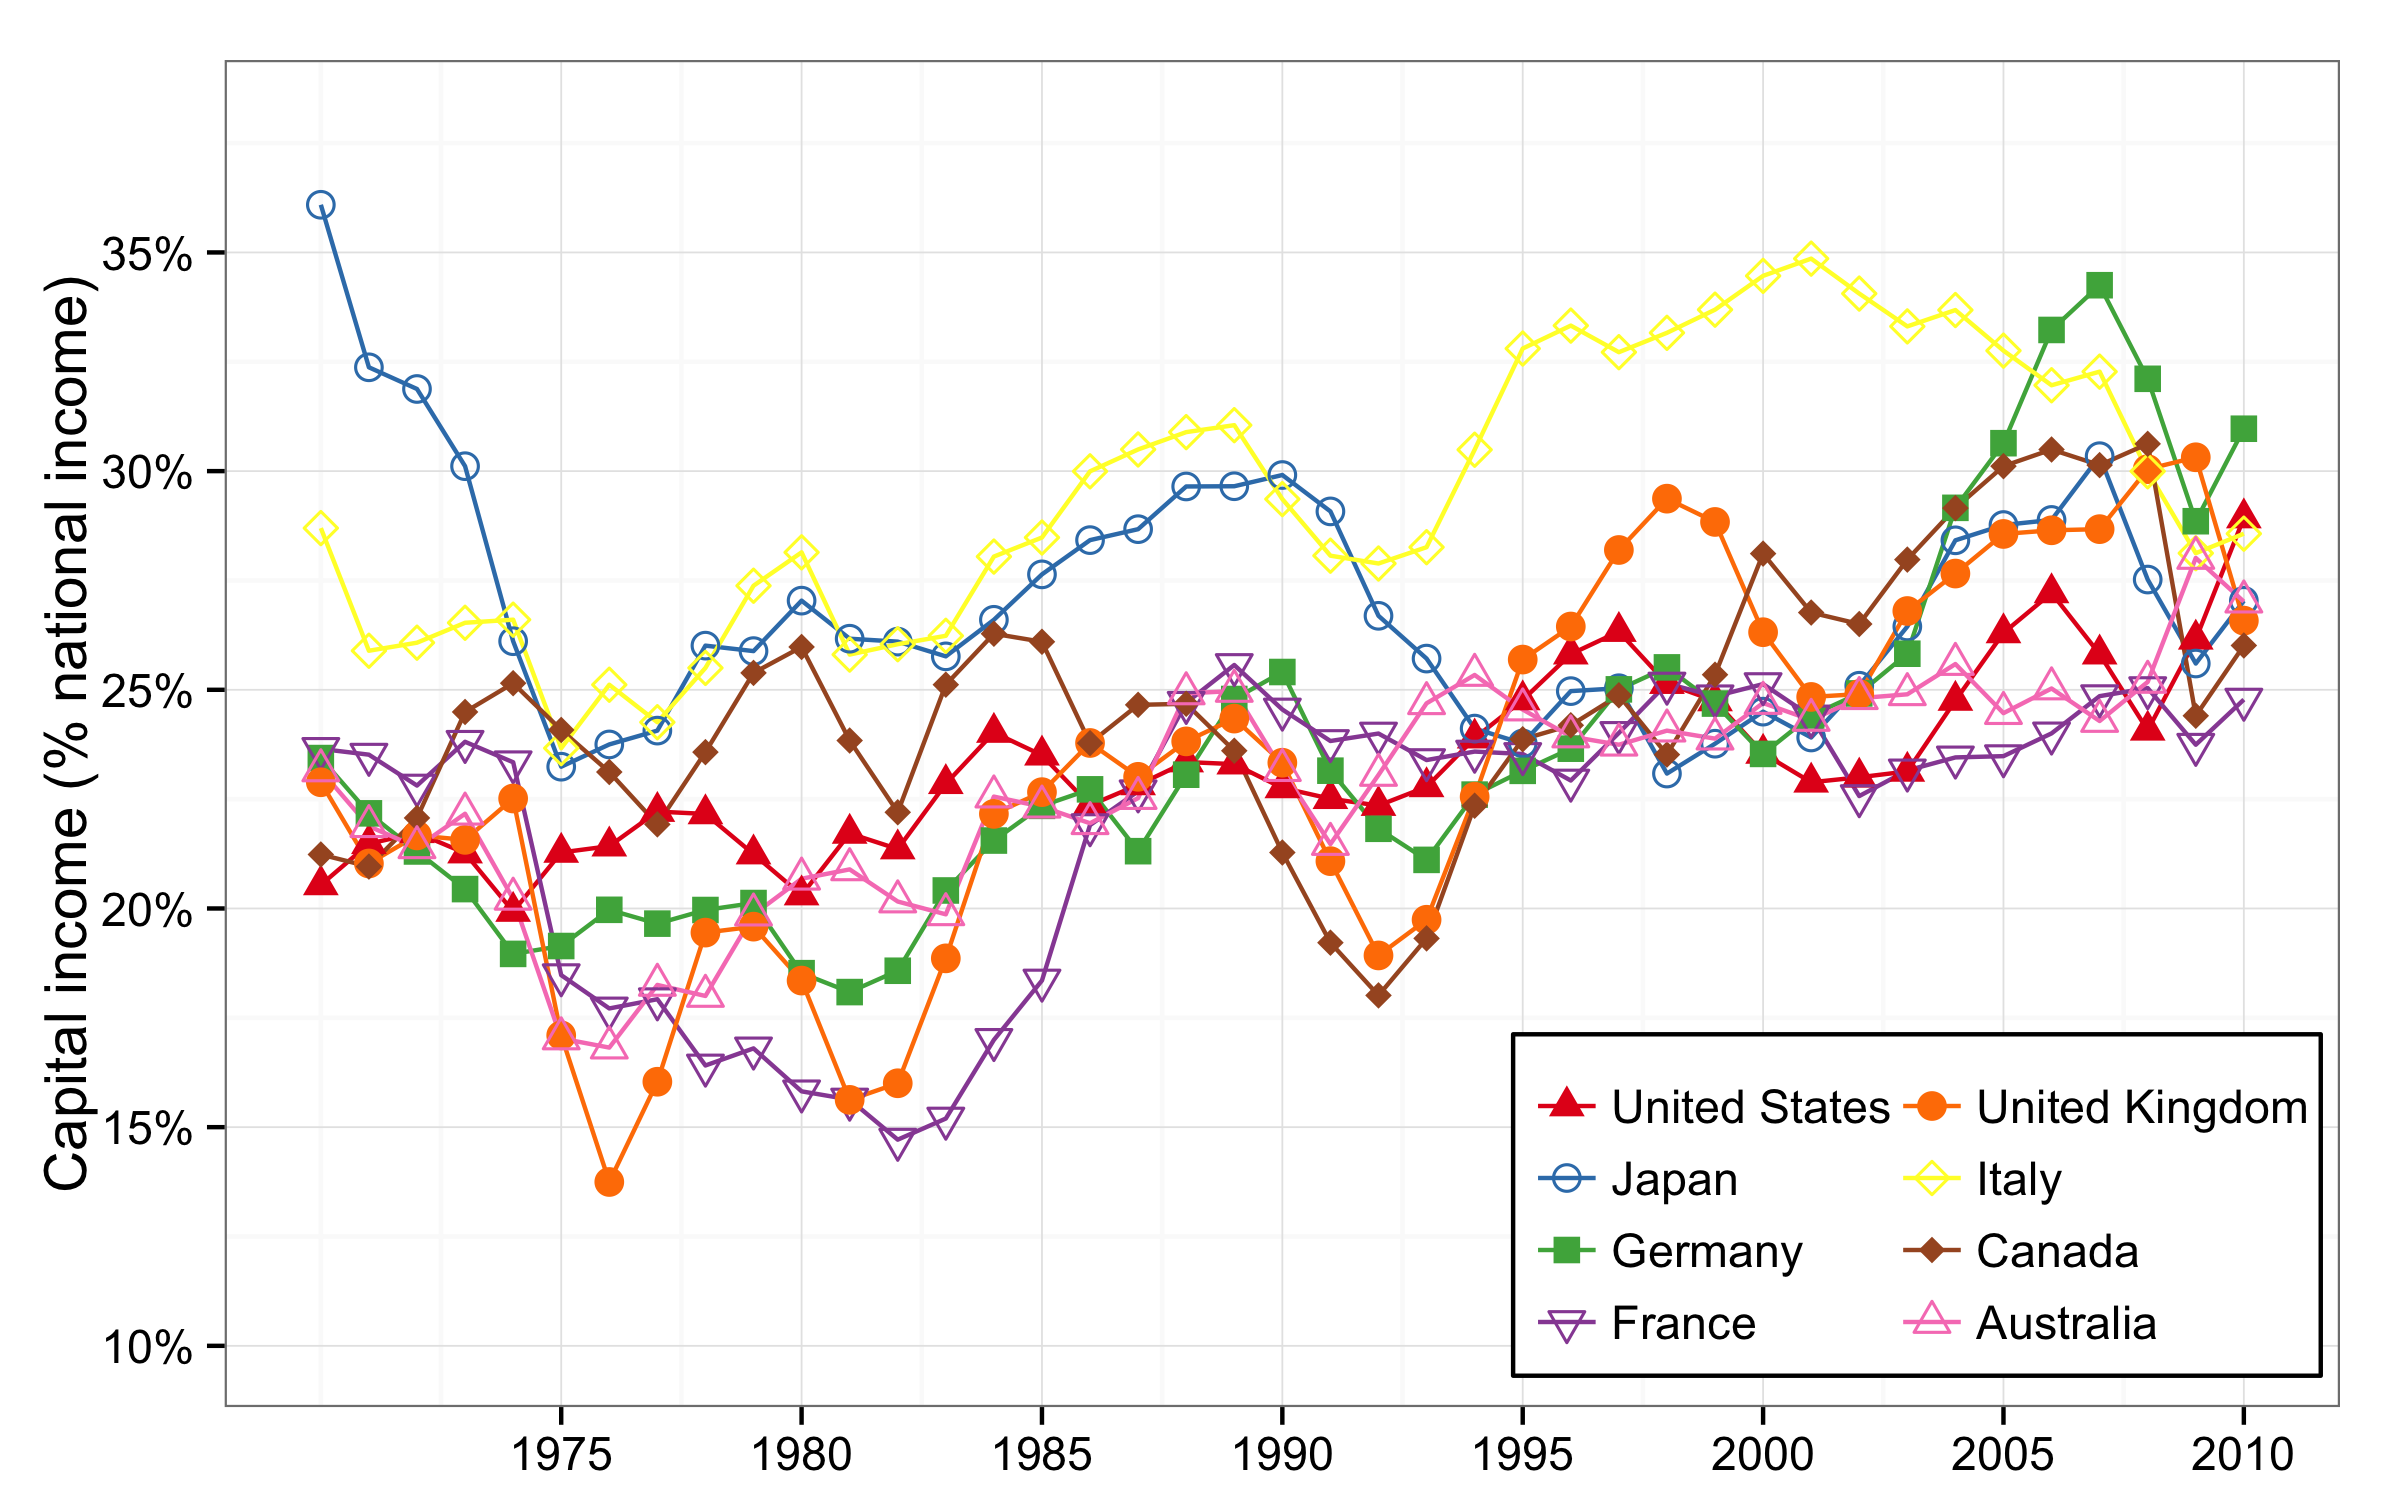 Capital income (% national income)
35%
30%
25%
20%
15%
10%
United States United Kingdom
Japan Italy
Germany Canada
France Australia
1975 1980 1985 1990 1995 2000 2005 2010